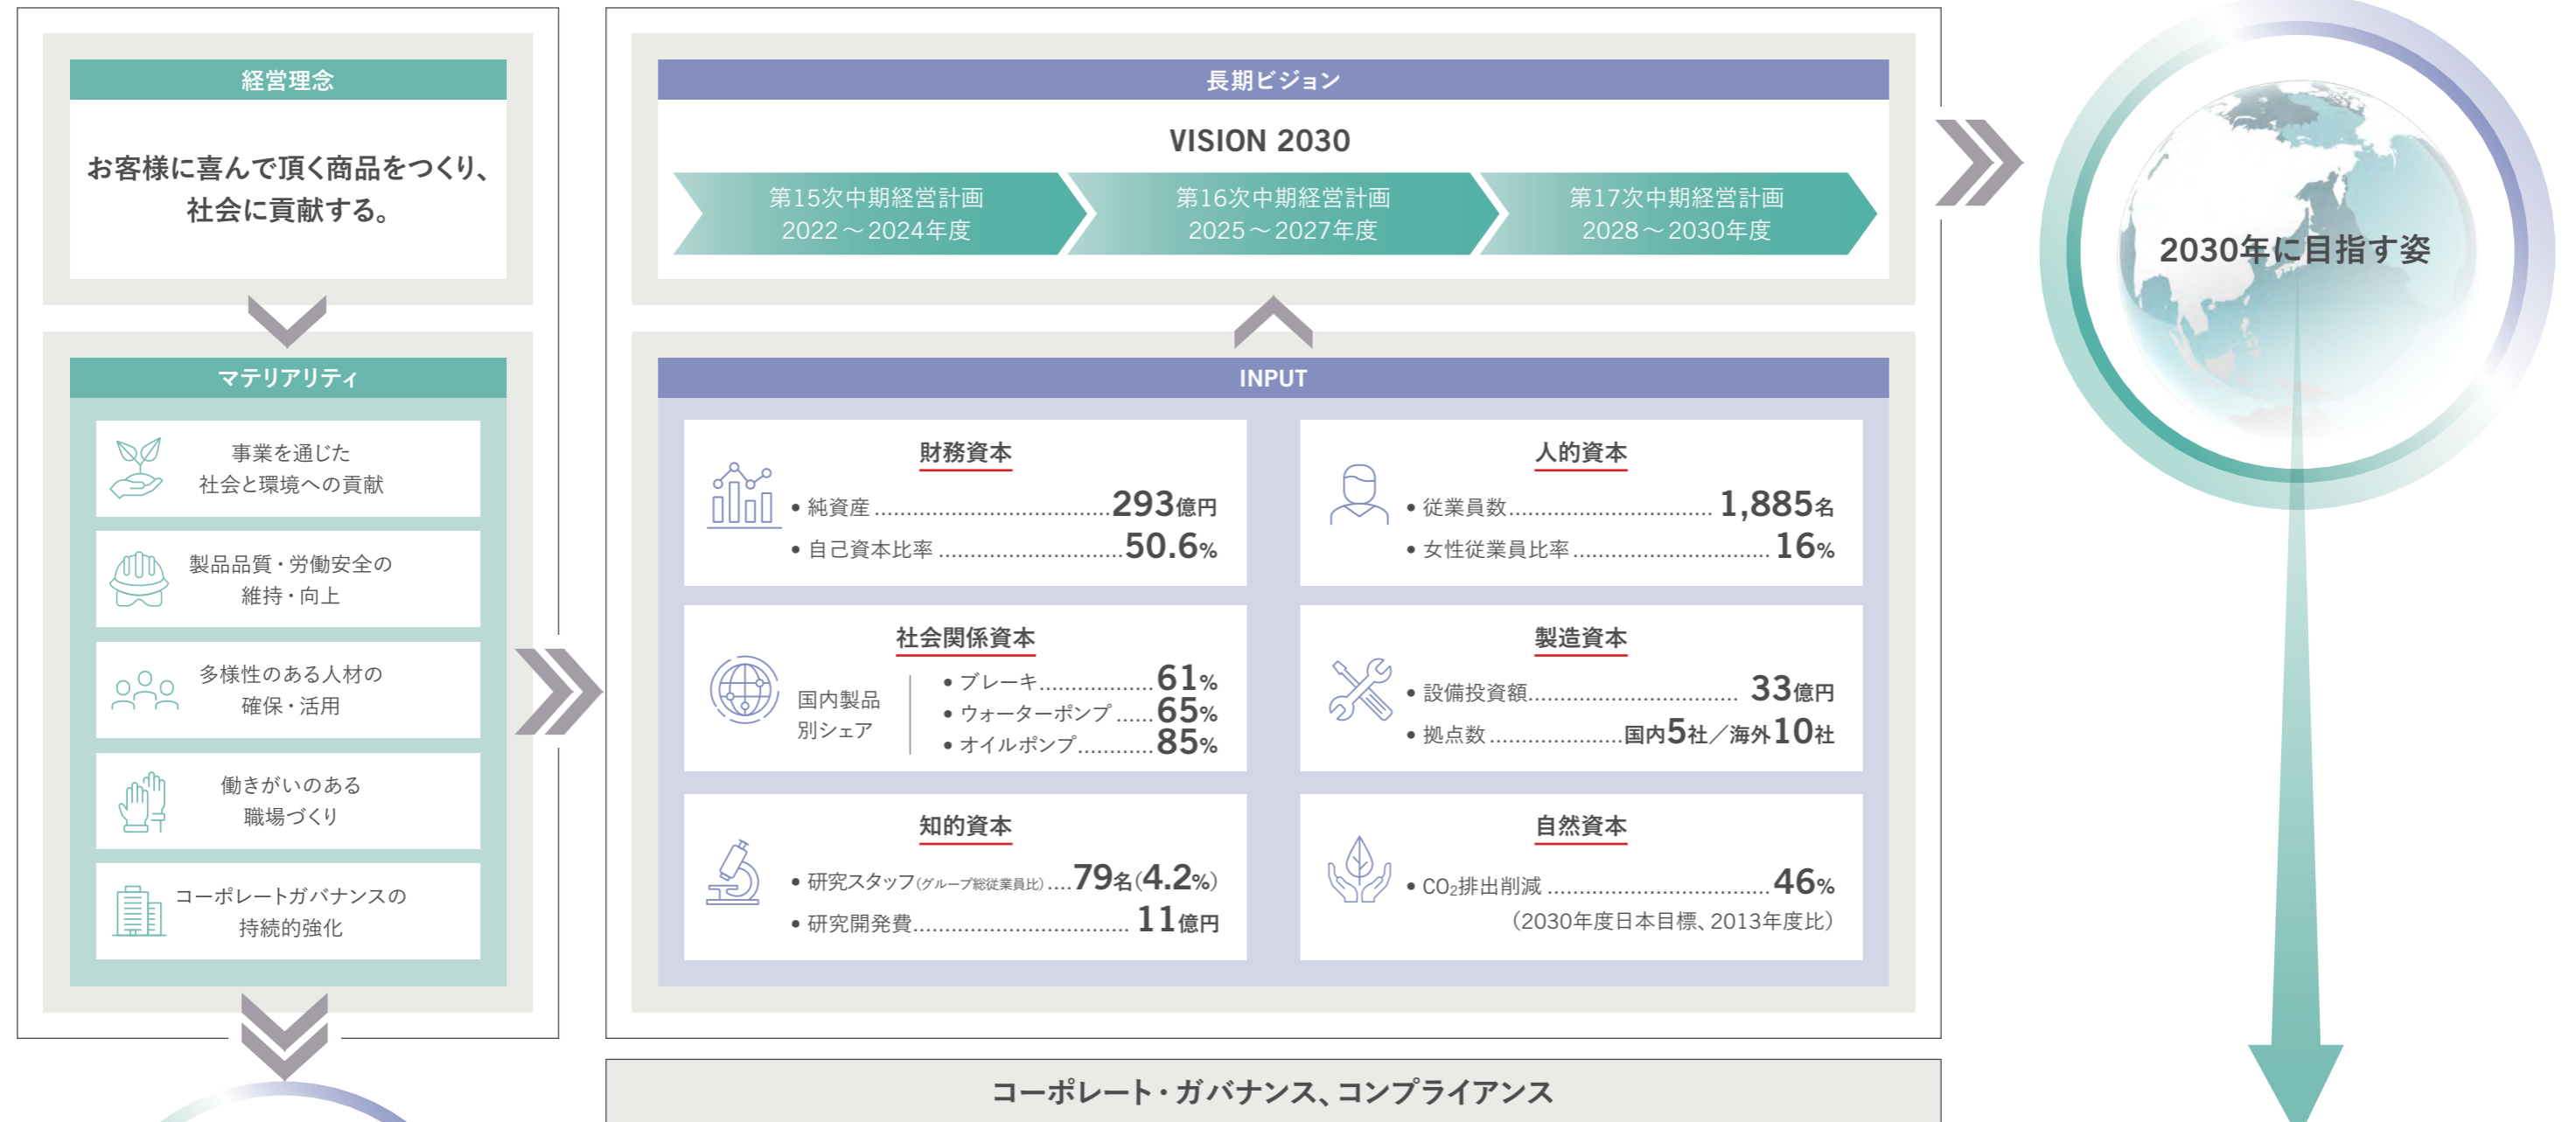 経営理念
お客様に喜んで頂く商品をつくり、
社会に貢献する。
マテリアリティ
事業を通じた
社会と環境への貢献
製品品質・労働安全の
維持・向上
多様性のある人材の
確保・活用
働きがいのある
職場づくり
コーポレートガバナンスの
持続的強化
長期ビジョン
VISION 2030
第15次中期経営計画
2022～2024年度
第16次中期経営計画
2025～2027年度
第17次中期経営計画
2028～2030年度
INPUT
財務資本
• 純資産 .................................... 293億円
• 自己資本比率 ............................ 50.6%
人的資本
• 従業員数................................ 1,885名
• 女性従業員比率............................... 16%
社会関係資本
国内製品
別シェア
• ブレーキ.................. 61%
• ウォーターポンプ ...... 65%
• オイルポンプ............ 85%
製造資本
• 設備投資額................................. 33億円
• 拠点数 .....................国内5社／海外10社
知的資本
• 研究スタッフ(グループ総従業員比) ....79名(4.2%)
• 研究開発費.................................. 11億円
自然資本
• CO₂排出削減 ................................... 46%
（2030年度日本目標、2013年度比）
コーポレート・ガバナンス、コンプライアンス
2030年に目指す姿